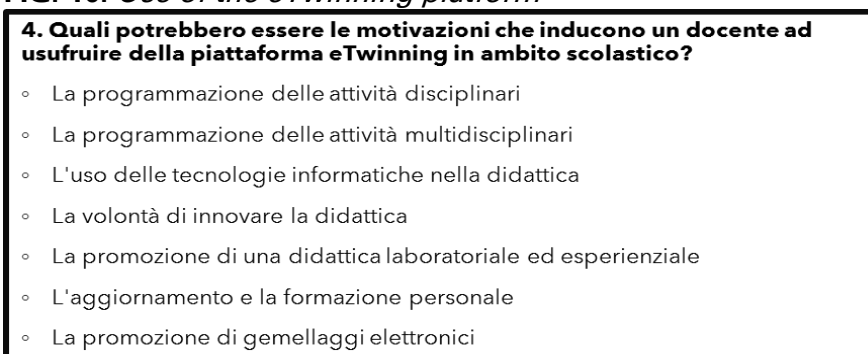 4. Quali potrebbero essere le motivazioni che inducono un docente ad
usufruire della piattaforma eTwinning in ambito scolastico?
◦ La programmazione delle attività disciplinari
◦ La programmazione delle attività multidisciplinari
◦ L'uso delle tecnologie informatiche nella didattica
◦ La volontà di innovare la didattica
◦ La promozione di una didattica laboratoriale ed esperienziale
◦ L'aggiornamento e la formazione personale
◦ La promozione di gemellaggi elettronici